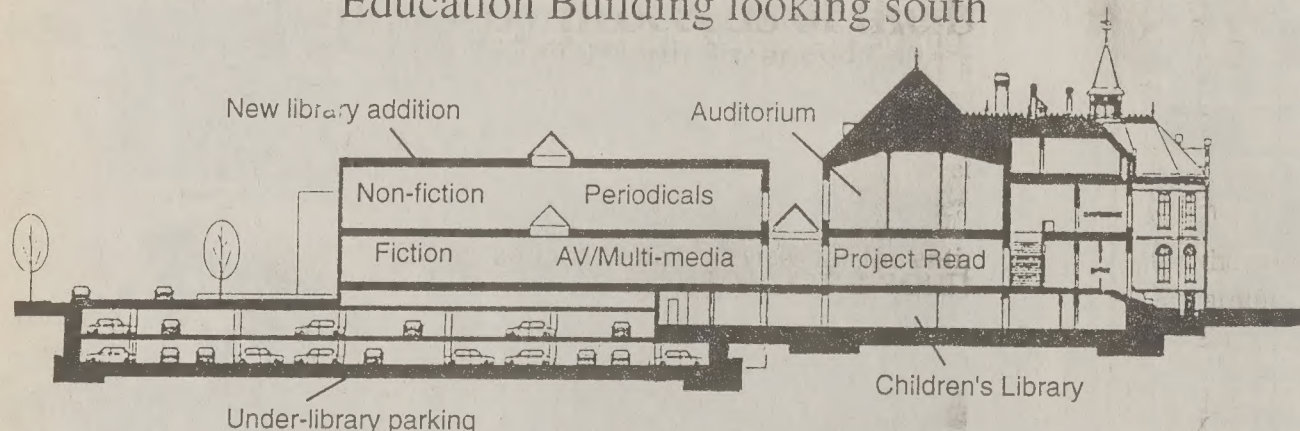 Education Building looking south
New library addition
Auditorium
Non-fiction
Periodicals
Fiction
AV/Multi-media
Project Read
Children's Library
Under-library parking